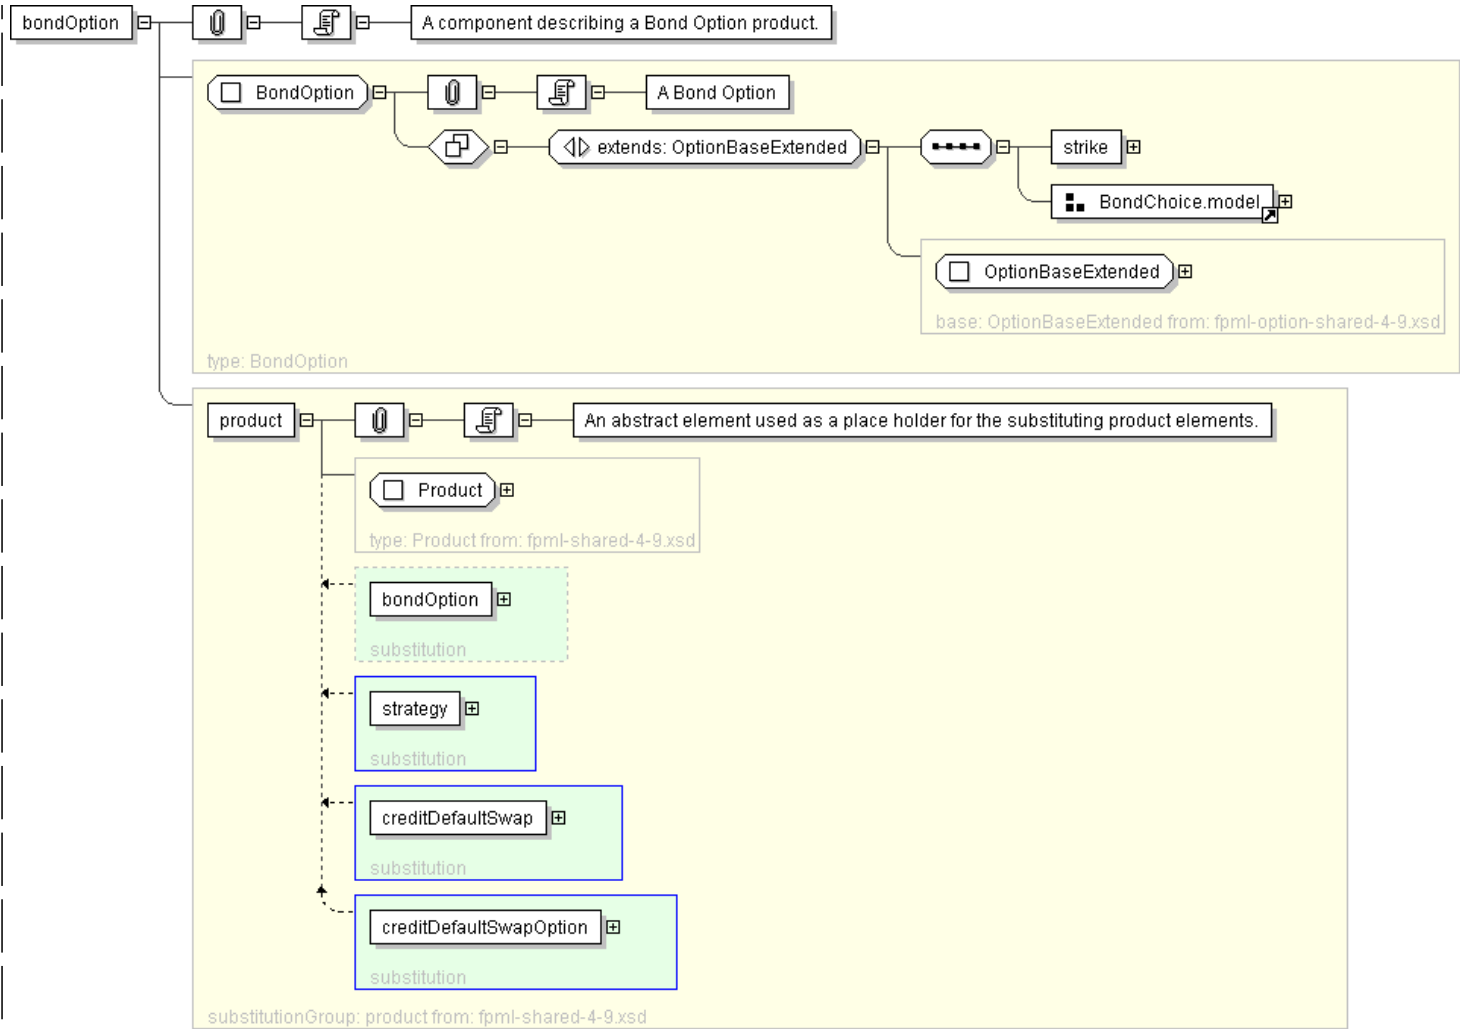 bondOption
A component describing a Bond Option product.
BondOption
A Bond Option
extends: OptionBaseExtended
strike
BondChoice.model
OptionBaseExtended
base: OptionBaseExtended from: fpml-option-shared-4-9.xsd
type: BondOption
product
An abstract element used as a place holder for the substituting product elements.
Product
type: Product from: fpml-shared-4-9.xsd
bondOption
substitution
strategy
substitution
creditDefaultSwap
substitution
creditDefaultSwapOption
substitution
substitutionGroup: product from: fpml-shared-4-9.xsd